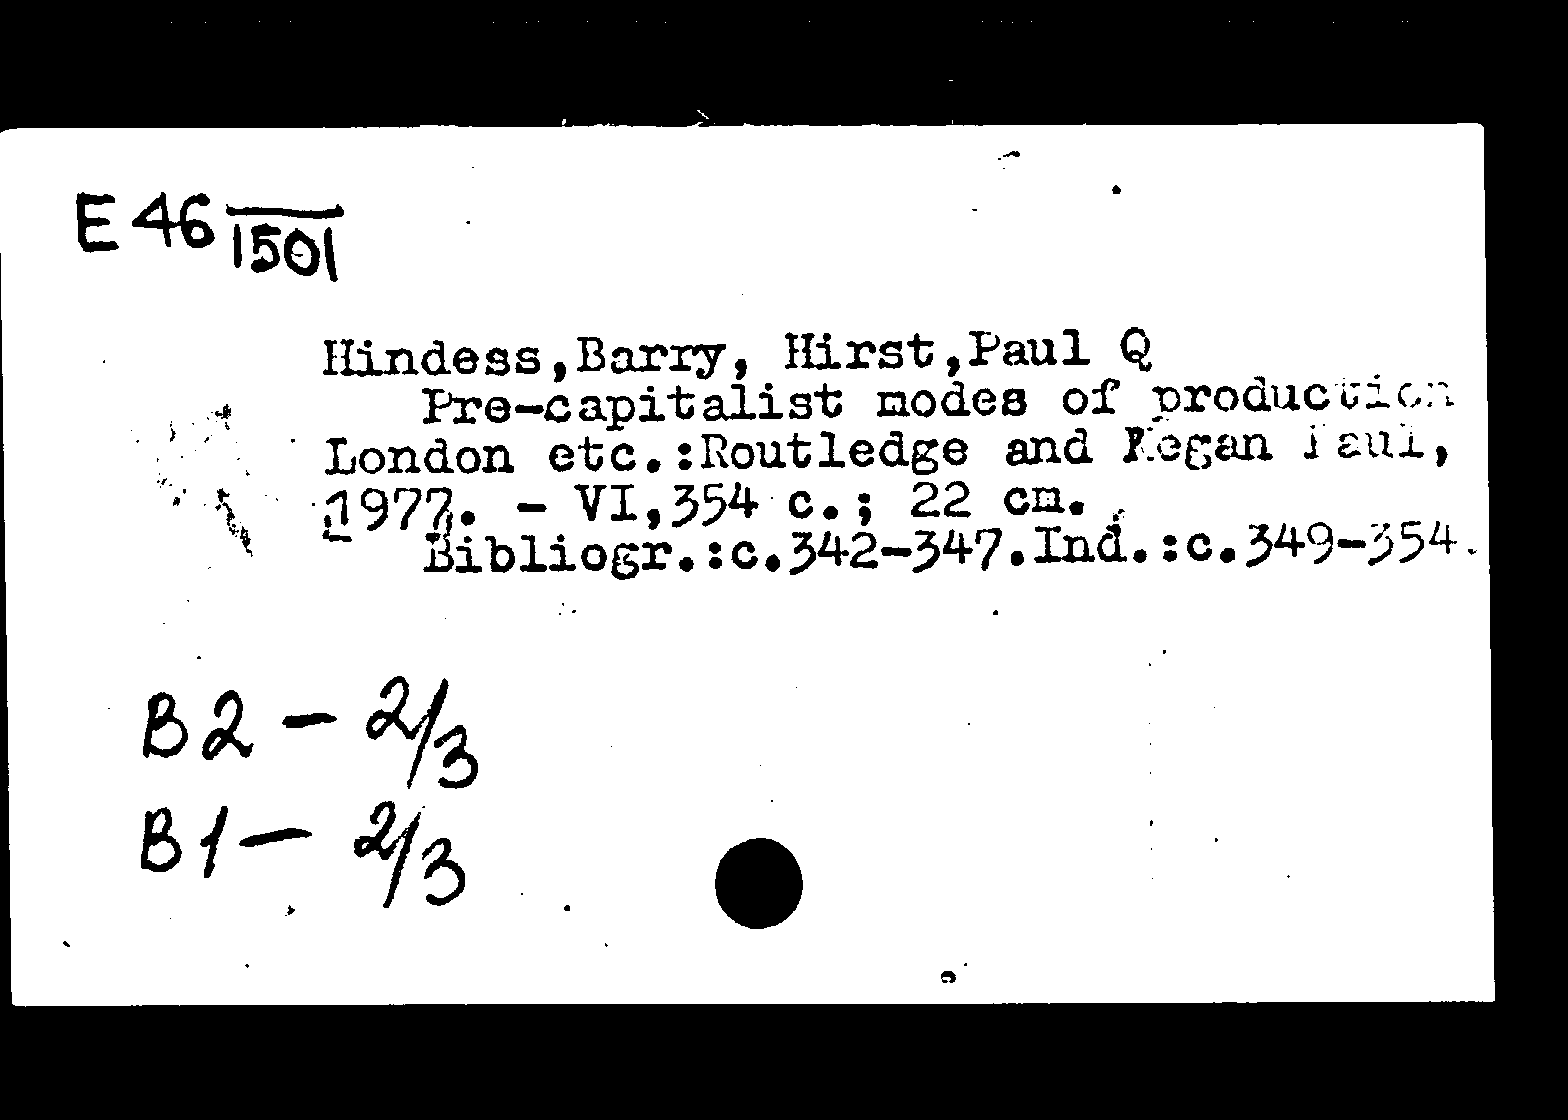 E 46 1501
Hindess,Barry, Hirst,Paul Q
Pre-capitalist modes of production
London etc.:Routledge and Kegan Paul,
1977. - VI,354 c.; 22 cm.
Bibliogr.:c.342-347.Ind.:c.349-354.
B2 - 2/3
B1 - 2/3